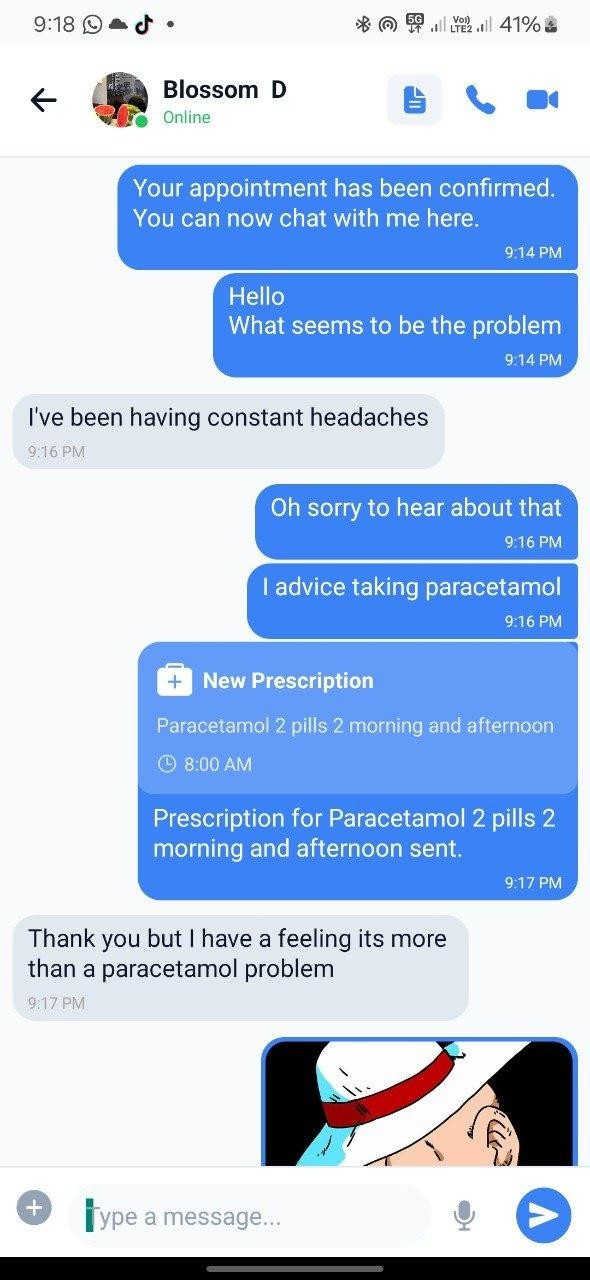 9:18
5G
Vo)
LTE2
41%
Blossom D
Online
Your appointment has been confirmed.
You can now chat with me here.
9:14 PM
Hello
What seems to be the problem
9:14 PM
I've been having constant headaches
9:16 PM
Oh sorry to hear about that
9:16 PM
I advice taking paracetamol
9:16 PM
New Prescription
Paracetamol 2 pills 2 morning and afternoon
8:00 AM
Prescription for Paracetamol 2 pills 2
morning and afternoon sent.
9:17 PM
Thank you but I have a feeling its more
than a paracetamol problem
9:17 PM
Type a message...